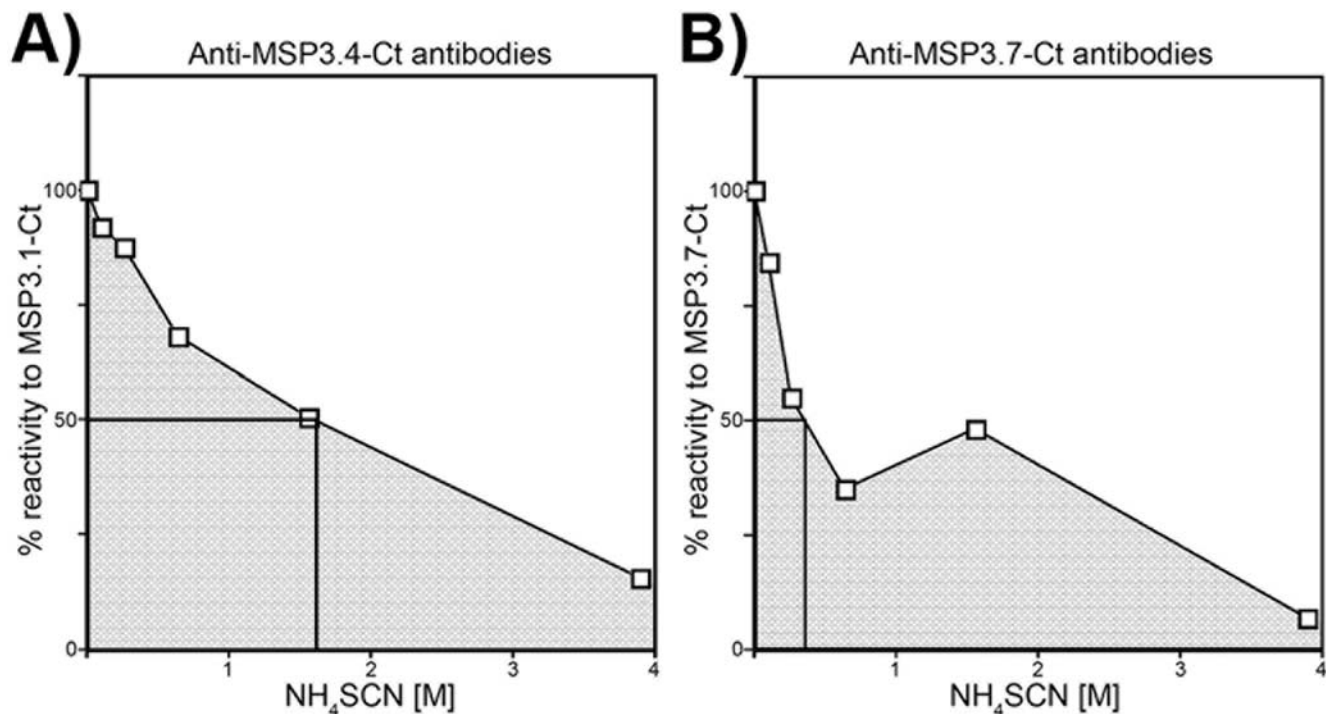 A) Anti-MSP3.4-Ct antibodies
% reactivity to MSP3.1-Ct
100
50
0
1 2 3 4
NH₄SCN [M]
B) Anti-MSP3.7-Ct antibodies
% reactivity to MSP3.7-Ct
100
50
0
1 2 3 4
NH₄SCN [M]